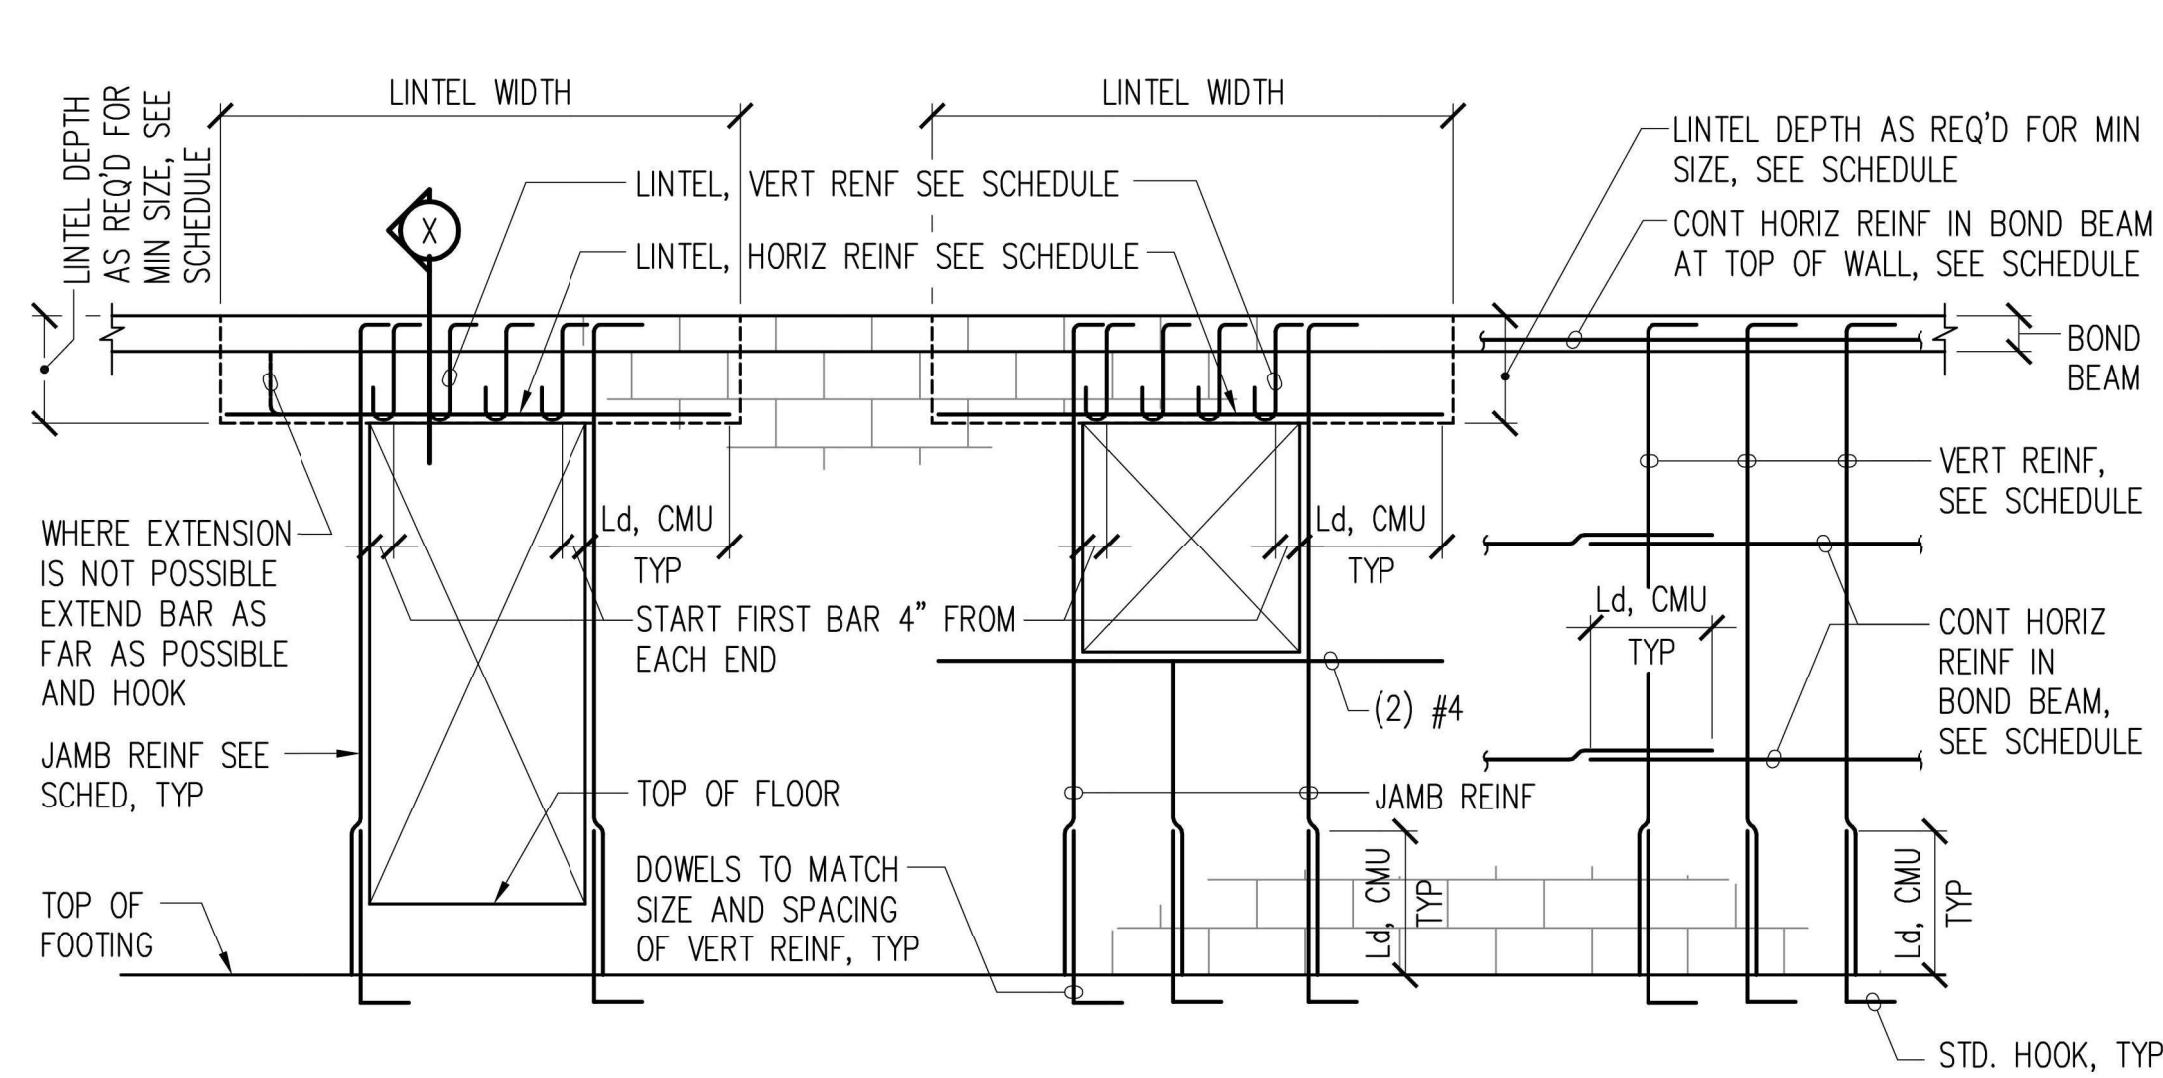 LINTEL WIDTH
LINTEL WIDTH
LINTEL DEPTH
AS REQ'D FOR
MIN SIZE, SEE
SCHEDULE
LINTEL DEPTH AS REQ'D FOR MIN
SIZE, SEE SCHEDULE
LINTEL, VERT RENF SEE SCHEDULE
X
CONT HORIZ REINF IN BOND BEAM
AT TOP OF WALL, SEE SCHEDULE
LINTEL, HORIZ REINF SEE SCHEDULE
BOND
BEAM
VERT REINF,
SEE SCHEDULE
WHERE EXTENSION
IS NOT POSSIBLE
EXTEND BAR AS
FAR AS POSSIBLE
AND HOOK
Ld, CMU
TYP
Ld, CMU
TYP
START FIRST BAR 4" FROM
EACH END
Ld, CMU
TYP
CONT HORIZ
REINF IN
BOND BEAM,
SEE SCHEDULE
(2) #4
JAMB REINF SEE
SCHED, TYP
TOP OF FLOOR
JAMB REINF
DOWELS TO MATCH
SIZE AND SPACING
OF VERT REINF, TYP
Ld, CMU
TYP
Ld, CMU
TYP
TOP OF
FOOTING
STD. HOOK, TYP